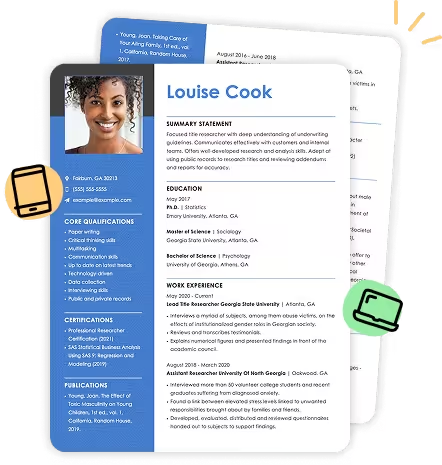 Louise Cook
Fairburn, GA 30213
(555) 555-5555
example@example.com
CORE QUALIFICATIONS
Paper writing
Critical thinking skills
Multitasking
Communication skills
Up to date on latest trends
Technology-driven
Data collection
Interviewing skills
Public and private records
CERTIFICATIONS
Professional Researcher
Certification (2021)
SAS Statistical Business Analysis
Using SAS 9: Regression and
Modeling (2019)
PUBLICATIONS
Young, Joan. The Effect of
Toxic Masculinity on Young
Children, 1st ed., vol. 1,
California, Random House,
2021.
SUMMARY STATEMENT
Focused title researcher with deep understanding of underwriting
guidelines. Communicates effectively with customers and internal
teams. Offers well-developed research and analysis skills. Adept at
using public records to research titles and reviewing addendums
and reports for accuracy.
EDUCATION
May 2017
Ph.D. | Statistics
Emory University, Atlanta, GA
Master of Science | Sociology
Georgia State University, Atlanta, GA
Bachelor of Science | Psychology
University of Georgia, Athens, GA
WORK EXPERIENCE
May 2020 - Current
Lead Title Researcher Georgia State University | Atlanta, GA
Interviews a myriad of subjects, among them abuse victims, on the
effects of institutionalized gender roles in Georgian society.
Reviews and transcribes testimonials.
Explains numerical figures and presented findings in front of the
academic council.
August 2018 - March 2020
Assistant Researcher University Of North Georgia | Oakwood, GA
Interviewed more than 50 volunteer college students and recent
graduates suffering from diagnosed anxiety.
Found a link between elevated stress levels linked to unwanted
responsibilities brought about by families and friends.
Developed, evaluated, distributed and reviewed questionnaires
handed out to subjects to support findings.
Young, Joan. Taking Care of
Your Ailing Family, 1st ed., vol.
1, California, Random House,
2017.
August 2016 - June 2018